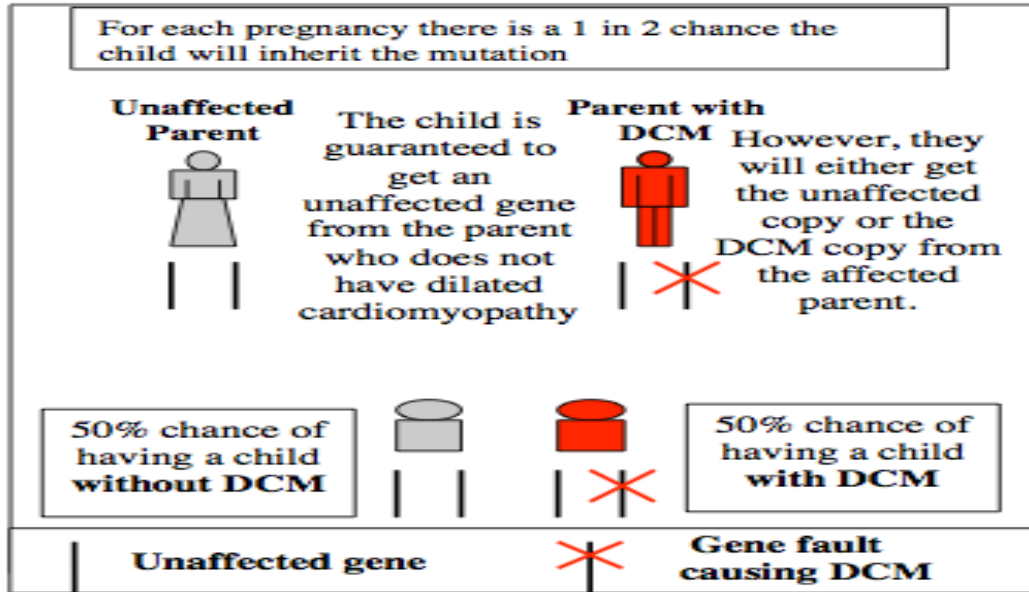 For each pregnancy there is a 1 in 2 chance the
child will inherit the mutation
Unaffected
Parent
The child is
guaranteed to
get an
unaffected gene
from the parent
who does not
have dilated
cardiomyopathy
Parent with
DCM
However, they
will either get
the unaffected
copy or the
DCM copy from
the affected
parent.
50% chance of
having a child
without DCM
50% chance of
having a child
with DCM
Unaffected gene
Gene fault
causing DCM